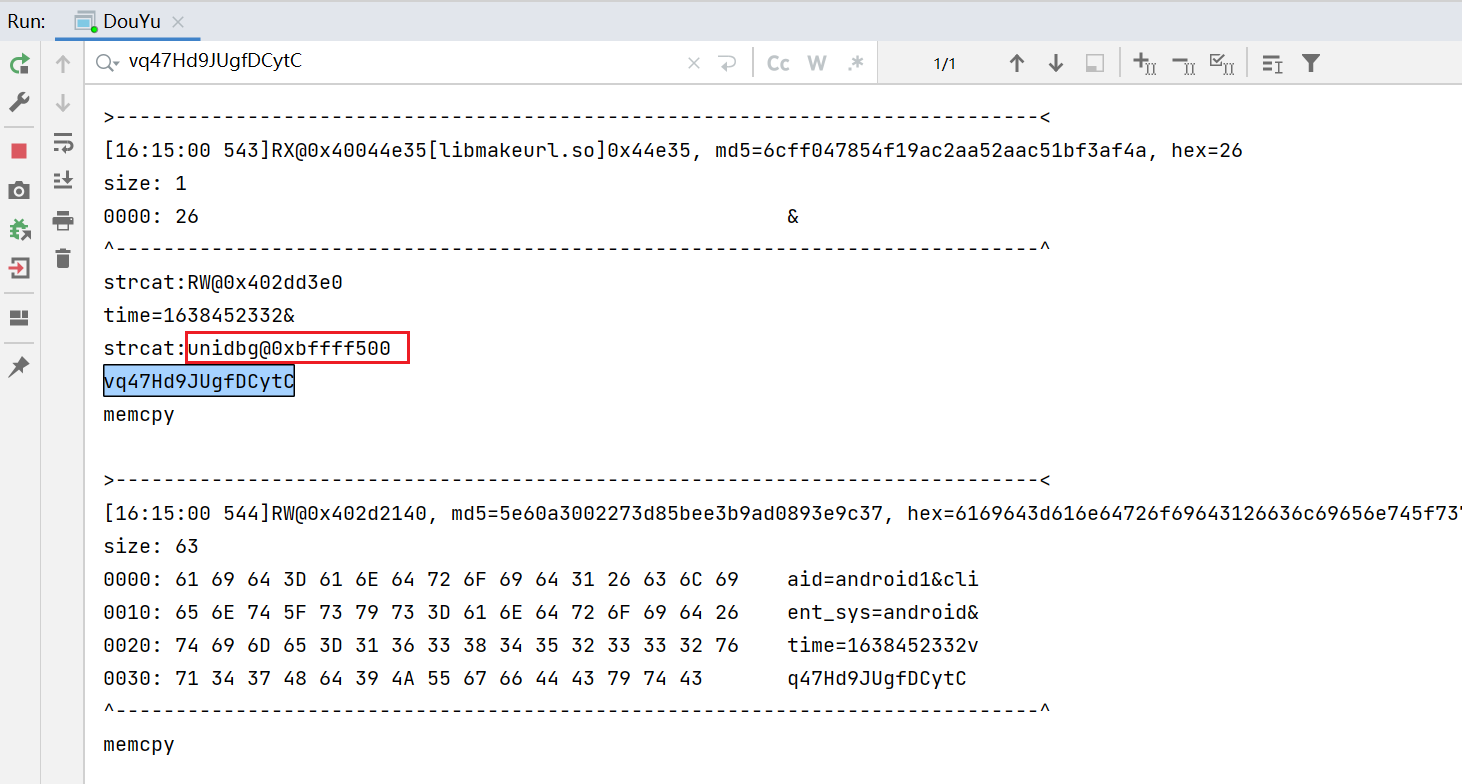 Run: DouYu
vq47Hd9JUgfDCytC Cc W .* 1/1
>-----------------------------------------------------------------------------<
[16:15:00 543]RX@0x40044e35[libmakeurl.so]0x44e35, md5=6cff047854f19ac2aa52aac51bf3af4a, hex=26
size: 1
0000: 26 &
^-----------------------------------------------------------------------------^
strcat:RW@0x402dd3e0
time=1638452332&
strcat:unidbg@0xbffff500
vq47Hd9JUgfDCytC
memcpy
>-----------------------------------------------------------------------------<
[16:15:00 544]RW@0x402d2140, md5=5e60a3002273d85bee3b9ad0893e9c37, hex=6169643d616e64726f69643126636c69656e745f737
size: 63
0000: 61 69 64 3D 61 6E 64 72 6F 69 64 31 26 63 6C 69 aid=android1&cli
0010: 65 6E 74 5F 73 79 73 3D 61 6E 64 72 6F 69 64 26 ent_sys=android&
0020: 74 69 6D 65 3D 31 36 33 38 34 35 32 33 33 32 76 time=1638452332v
0030: 71 34 37 48 64 39 4A 55 67 66 44 43 79 74 43 q47Hd9JUgfDCytC
^-----------------------------------------------------------------------------^
memcpy